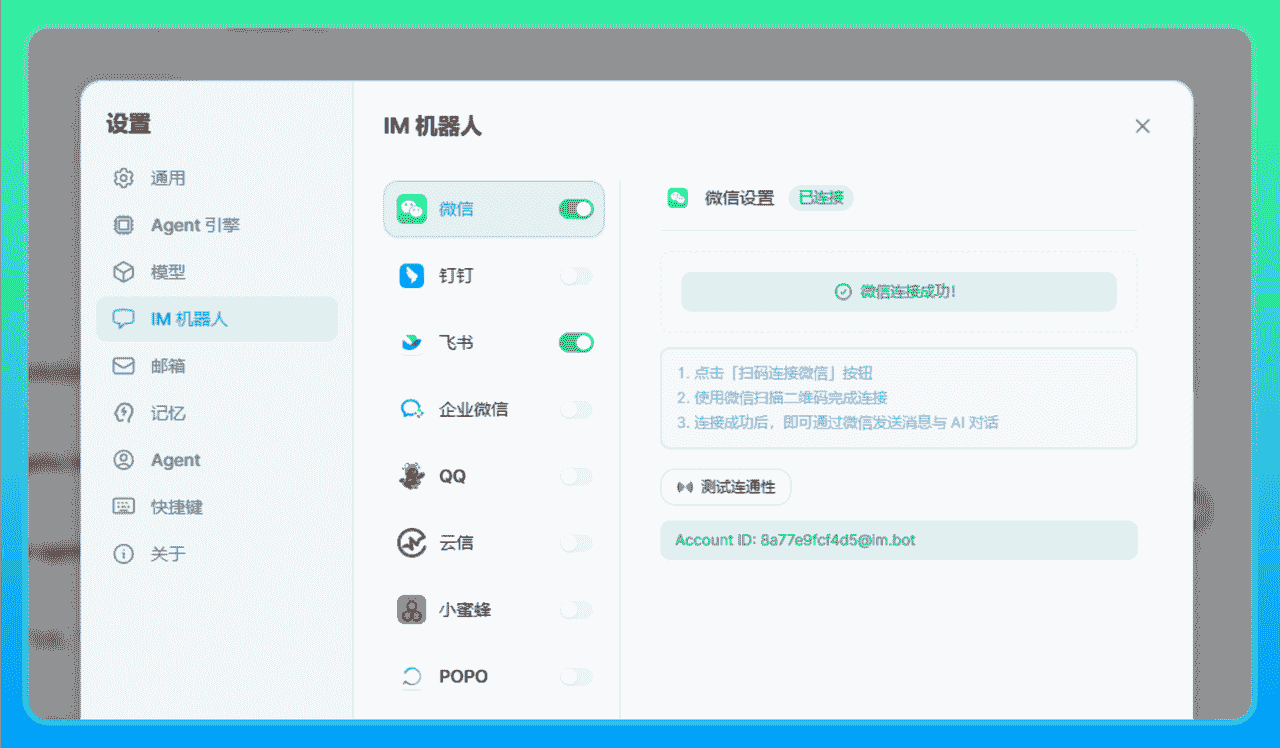 设置
通用
Agent 引擎
模型
IM 机器人
邮箱
记忆
Agent
快捷键
关于
IM 机器人
微信
钉钉
飞书
企业微信
QQ
云信
小蜜蜂
POPO
微信设置 已连接
微信连接成功!
1. 点击「扫码连接微信」按钮
2. 使用微信扫描二维码完成连接
3. 连接成功后，即可通过微信发送消息与 AI 对话
测试连通性
Account ID: 8a77e9fcf4d5@im.bot